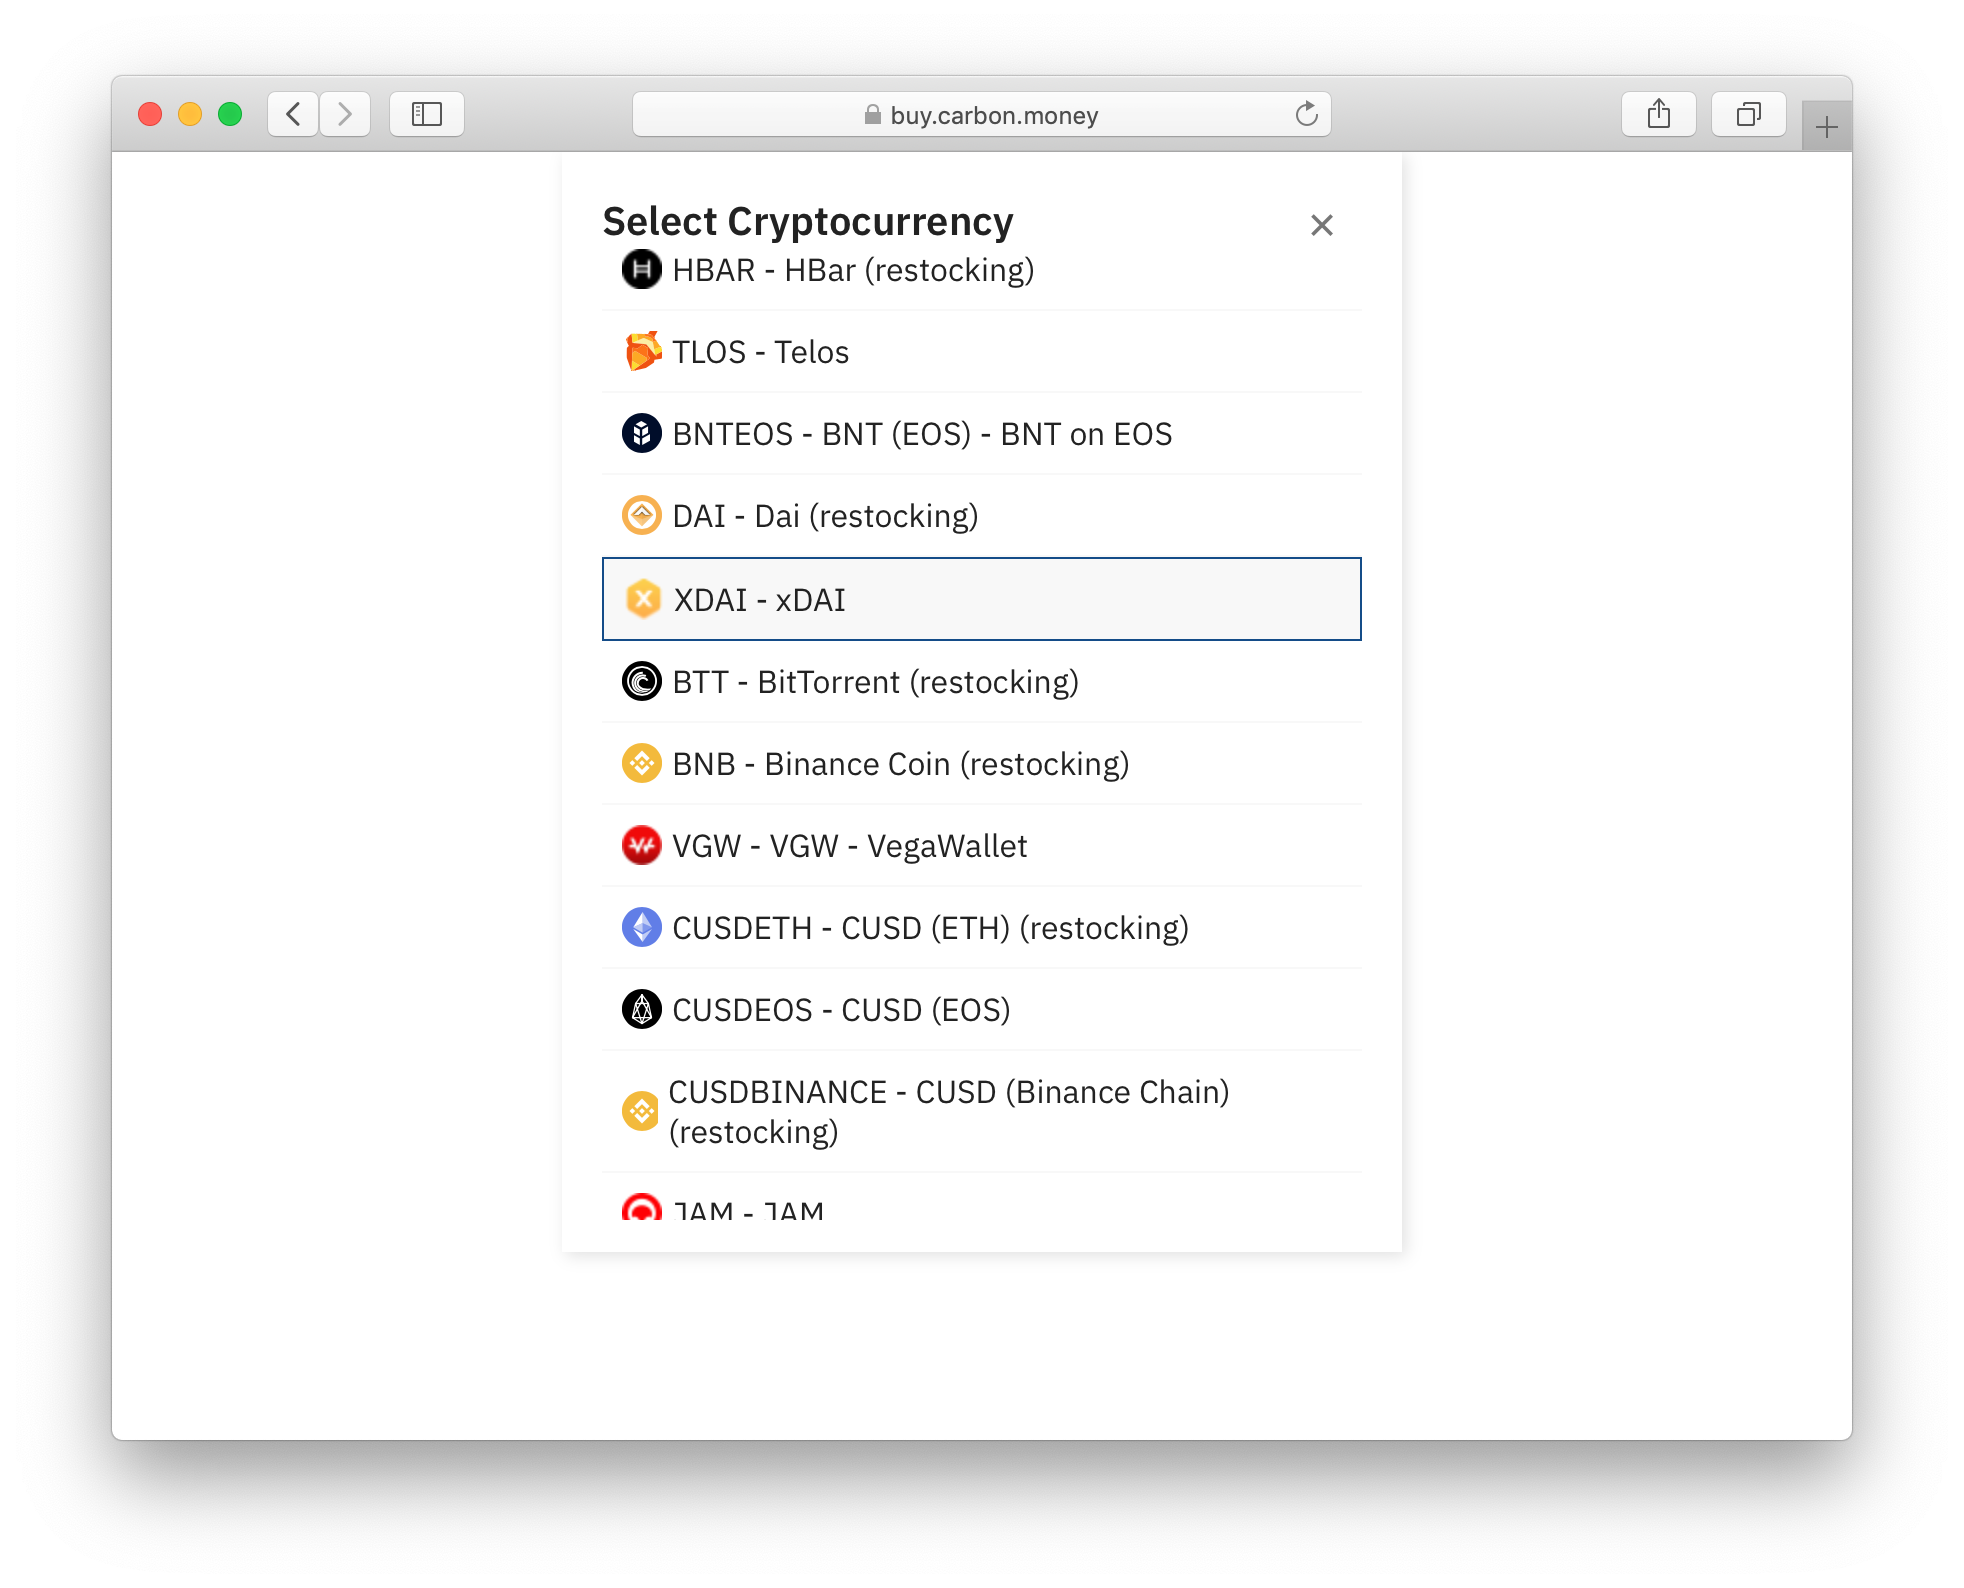 buy.carbon.money
Select Cryptocurrency
HBAR - HBar (restocking)
TLOS - Telos
BNTEOS - BNT (EOS) - BNT on EOS
DAI - Dai (restocking)
XDAI - xDAI
BTT - BitTorrent (restocking)
BNB - Binance Coin (restocking)
VGW - VGW - VegaWallet
CUSDETH - CUSD (ETH) (restocking)
CUSDEOS - CUSD (EOS)
CUSDBINANCE - CUSD (Binance Chain)
(restocking)
JAM - JAM